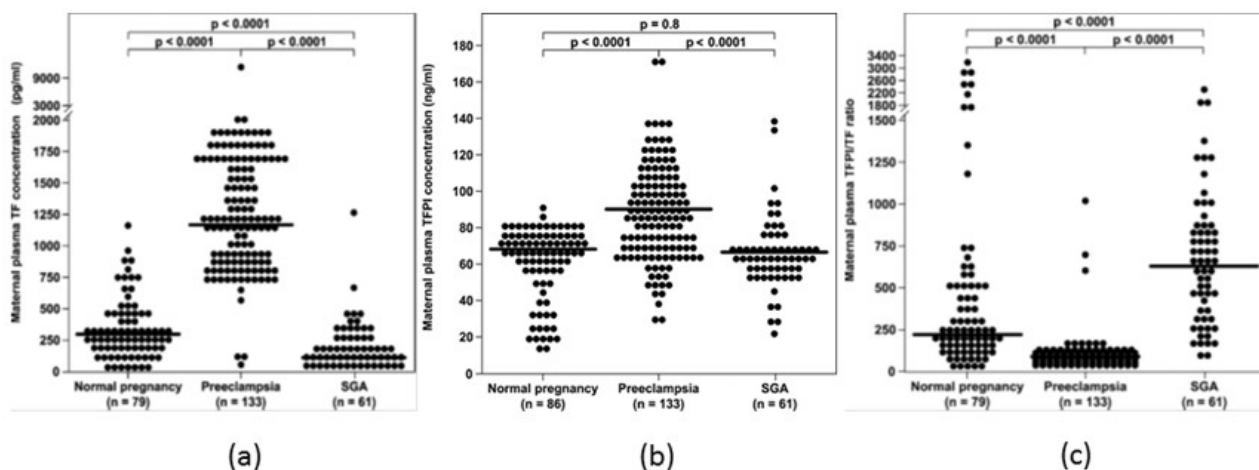 p < 0.0001
p < 0.0001 p < 0.0001
Maternal plasma TF concentration (pg/ml)
9000
3000
2000
1750
1500
1250
1000
750
500
250
0
Normal pregnancy Preeclampsia SGA
(n = 79) (n = 133) (n = 61)
(a)
p = 0.8
p < 0.0001 p < 0.0001
Maternal plasma TFPI concentration (ng/ml)
180
160
140
120
100
80
60
40
20
0
Normal pregnancy Preeclampsia SGA
(n = 86) (n = 133) (n = 61)
(b)
p < 0.0001
p < 0.0001 p < 0.0001
Maternal plasma TFPI/TF ratio
3400
3000
2600
2200
1800
1500
1250
1000
750
500
250
0
Normal pregnancy Preeclampsia SGA
(n = 79) (n = 133) (n = 61)
(c)